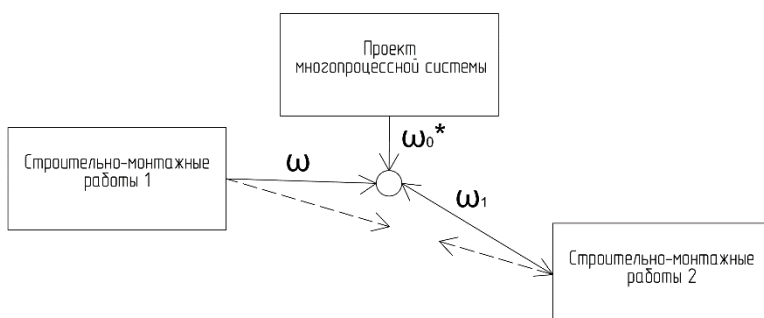 Проект
многопроцессной системы
ω₀*
Строительно-монтажные
работы 1
ω
ω₁
Строительно-монтажные
работы 2